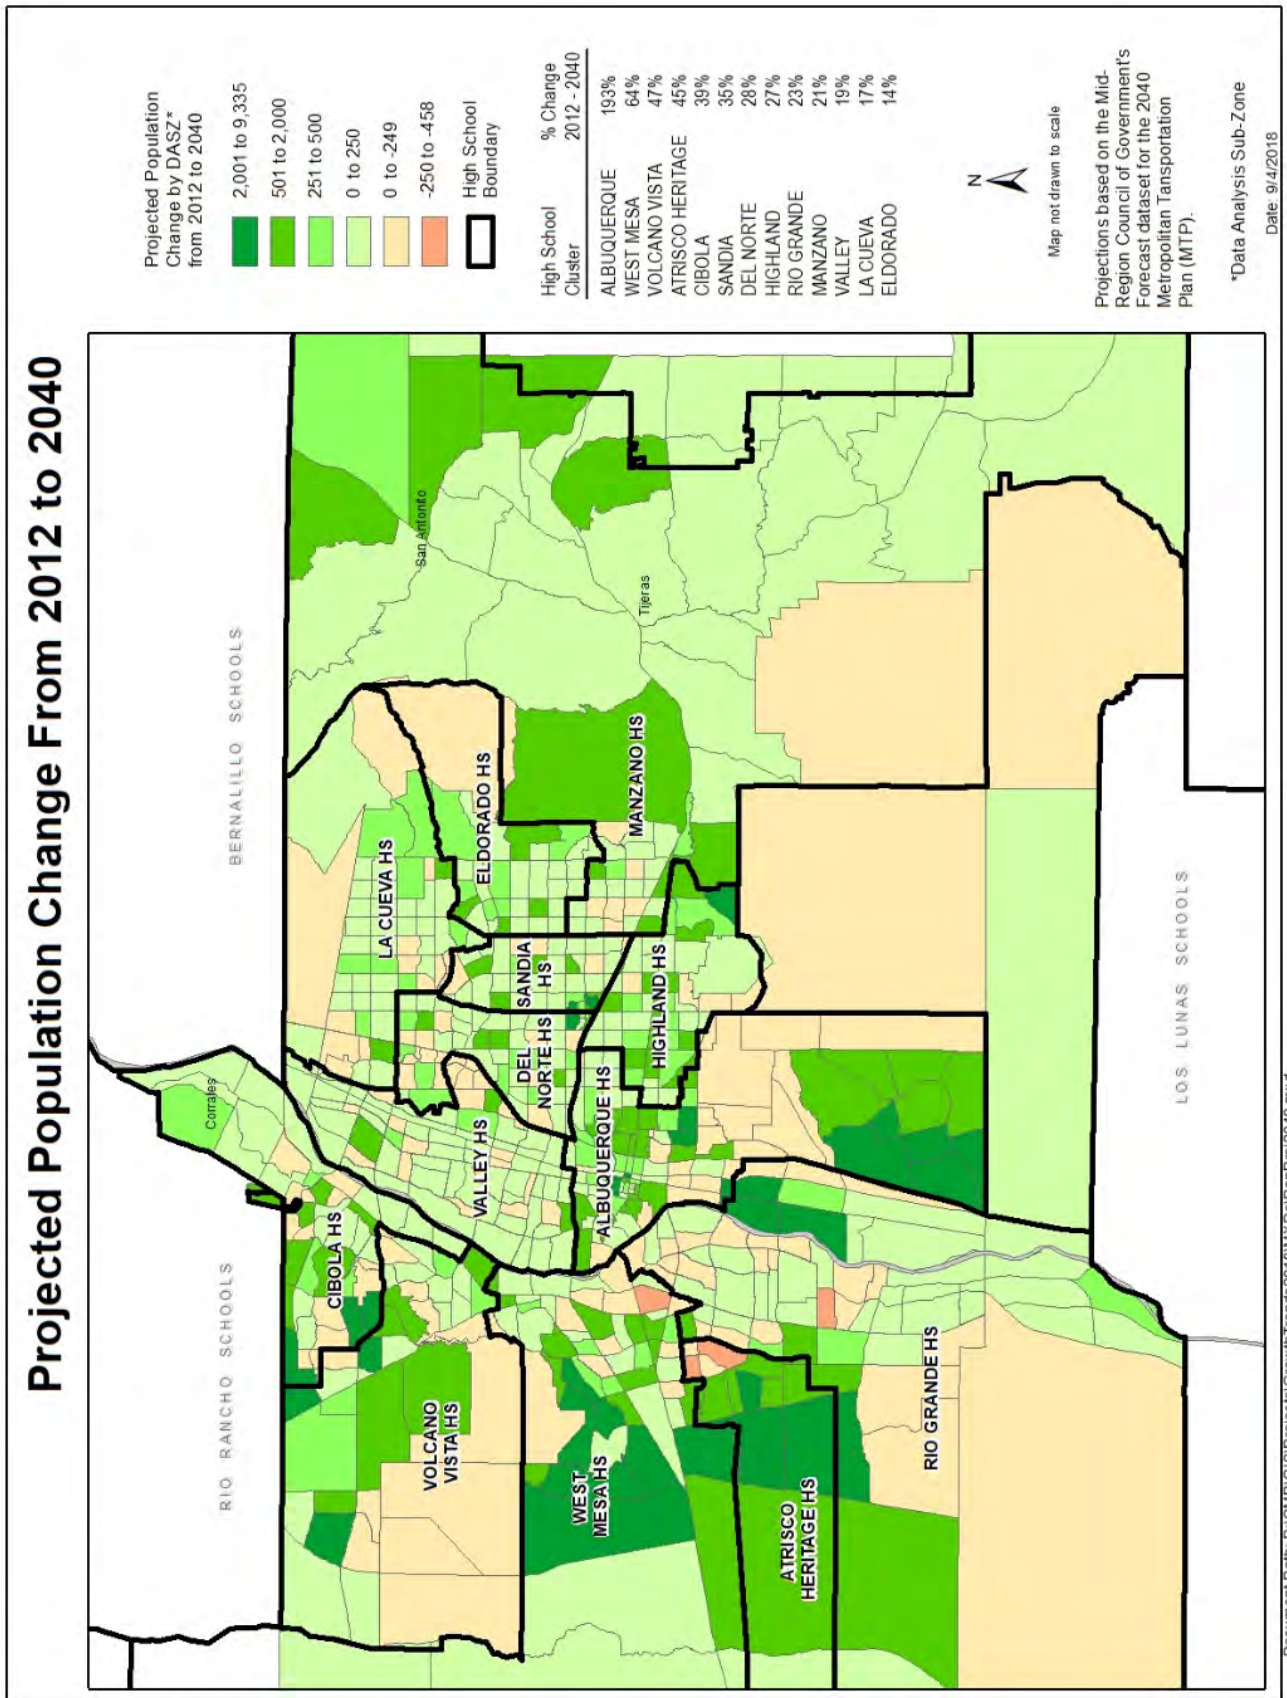 Projected Population Change From 2012 to 2040
Projected Population
Change by DASZ*
from 2012 to 2040
2,001 to 9,335
501 to 2,000
251 to 500
0 to 250
0 to -249
-250 to -458
High School
Boundary
High School
Cluster
% Change
2012 - 2040
ALBUQUERQUE 193%
WEST MESA 64%
VOLCANO VISTA 47%
ATRISCO HERITAGE 45%
CIBOLA 39%
SANDIA 35%
DEL NORTE 28%
HIGHLAND 27%
RIO GRANDE 23%
MANZANO 21%
VALLEY 19%
LA CUEVA 17%
ELDORADO 14%
N
Map not drawn to scale
Projections based on the Mid-
Region Council of Government's
Forecast dataset for the 2040
Metropolitan Transportation
Plan (MTP).
*Data Analysis Sub-Zone
Date: 9/4/2018
RIO RANCHO SCHOOLS
BERNALILLO SCHOOLS
Corrales
San Antonito
CIBOLA HS
LA CUEVA HS
VOLCANO
VISTA HS
VALLEY HS
ELDORADO HS
SANDIA
HS
DEL
NORTE HS
WEST
MESA HS
ALBUQUERQUE HS
HIGHLAND HS
MANZANO HS
Tijeras
ATRISCO
HERITAGE HS
RIO GRANDE HS
LOS LUNAS SCHOOLS